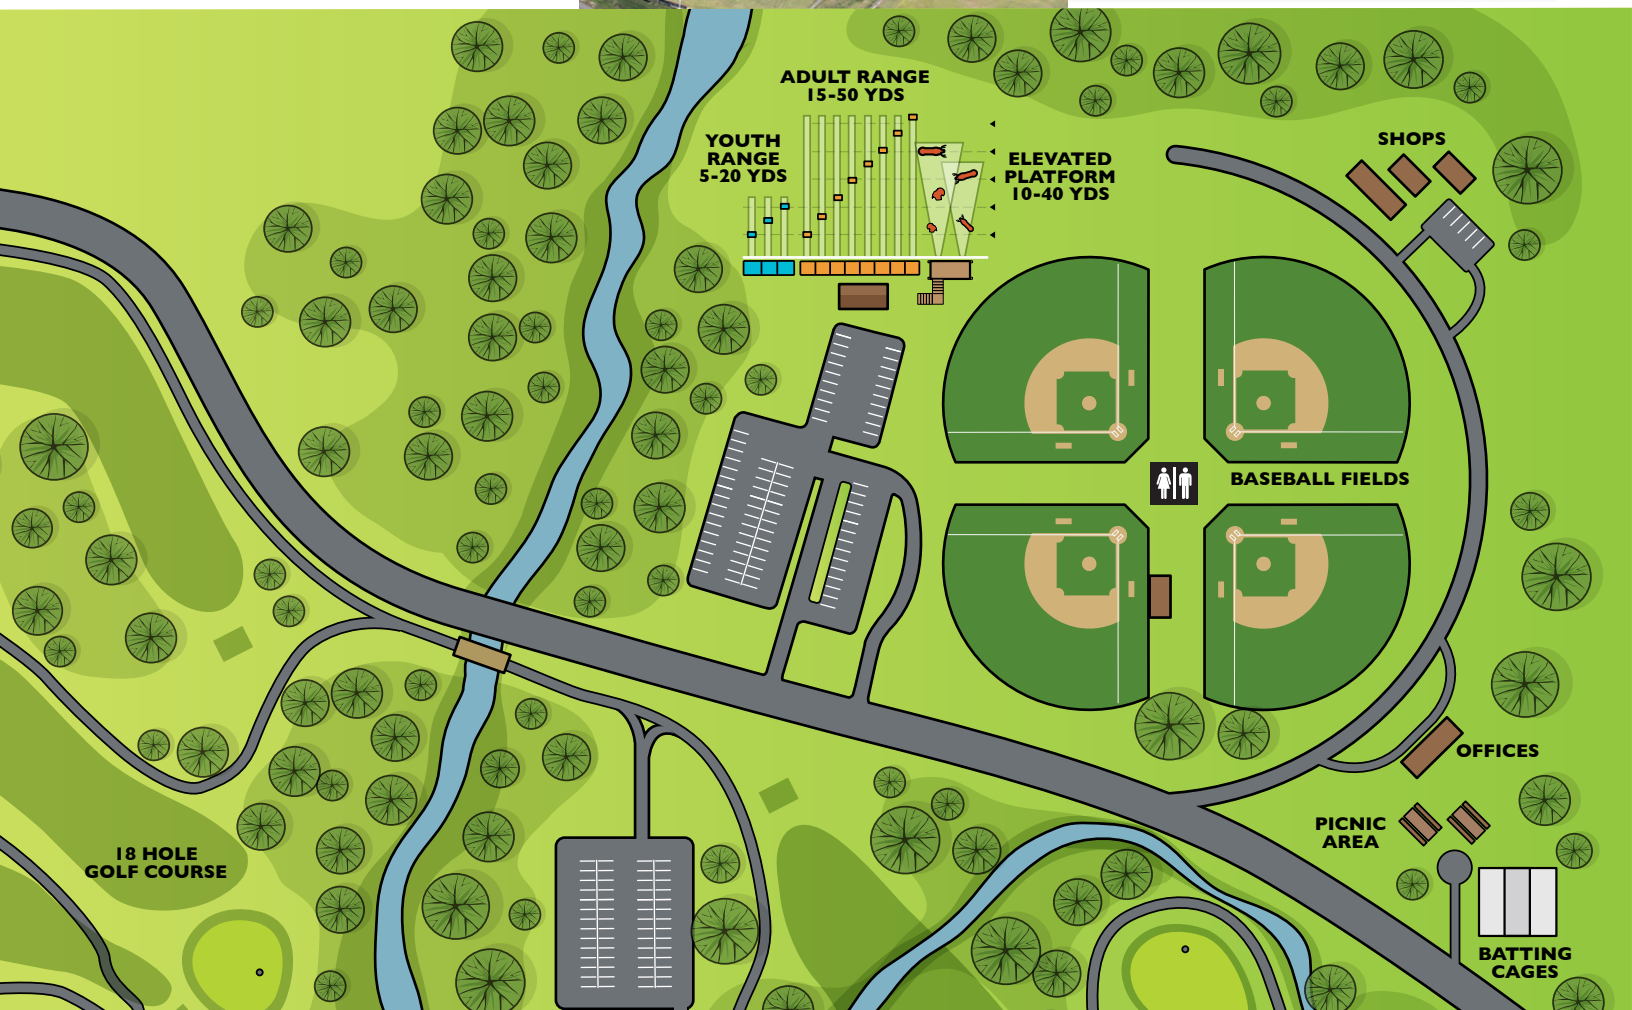 ADULT RANGE
15-50 YDS
YOUTH
RANGE
5-20 YDS
ELEVATED
PLATFORM
10-40 YDS
SHOPS
BASEBALL FIELDS
OFFICES
PICNIC
AREA
18 HOLE
GOLF COURSE
BATTING
CAGES